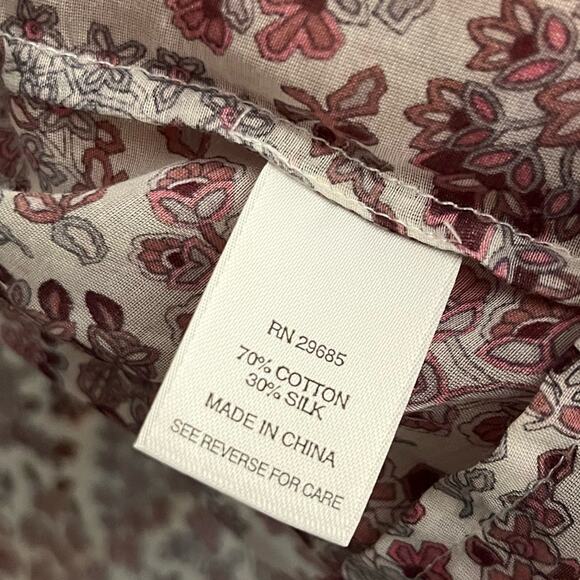 RN 29685
70% COTTON
30% SILK
MADE IN CHINA
SEE REVERSE FOR CARE